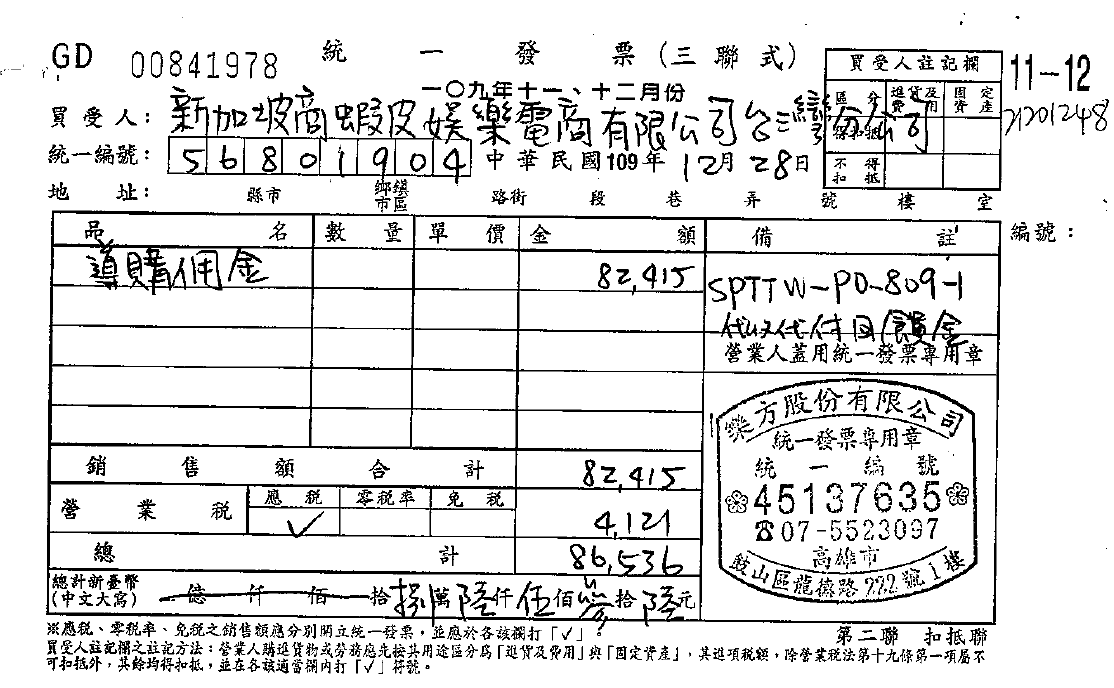 GD 00841978 統一發票(三聯式)
一〇九年十一、十二月份
11-12
21201248
買受人：新加坡商蝦皮娛樂電商有限公司台灣分公司
統一編號：56801904 中華民國109年12月28日
地址： 縣市 鄉鎮市區 路街 段 巷 弄 號 樓 室
買受人註記欄
區分 進貨及費用 固定資產
得扣抵
不得扣抵
品名 數量 單價 金額 備註 編號：
導購佣金 82,415 SPTTW-PD-809-1
代收代付回饋金
營業人蓋用統一發票專用章
銷售額合計 82,415
營業稅 應稅 零稅率 免稅
✓ 4,121
總計 86,536
總計新臺幣(中文大寫) 億仟佰拾捌萬陸仟伍佰參拾陸元
樂方股份有限公司
統一發票專用章
統一編號
45137635
☎07-5523097
高雄市
鼓山區龍德路222號1樓
※應稅、零稅率、免稅之銷售額應分別開立統一發票，並應於各該欄打「✓」。
第二聯 扣抵聯
買受人註記欄之註記方法：營業人購進貨物或勞務應先按其用途區分為「進貨及費用」與「固定資產」，其進項稅額，除營業稅法第十九條第一項屬不
可扣抵外，其餘均得扣抵，並在各該適當欄內打「✓」符號。